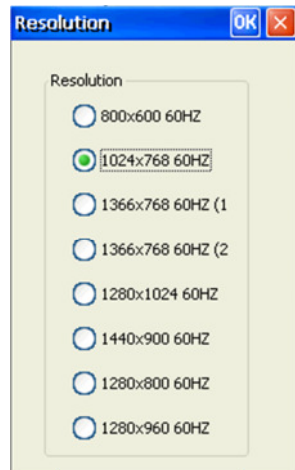 Resolution OK
Resolution
800x600 60HZ
1024x768 60HZ
1366x768 60HZ (1
1366x768 60HZ (2
1280x1024 60HZ
1440x900 60HZ
1280x800 60HZ
1280x960 60HZ